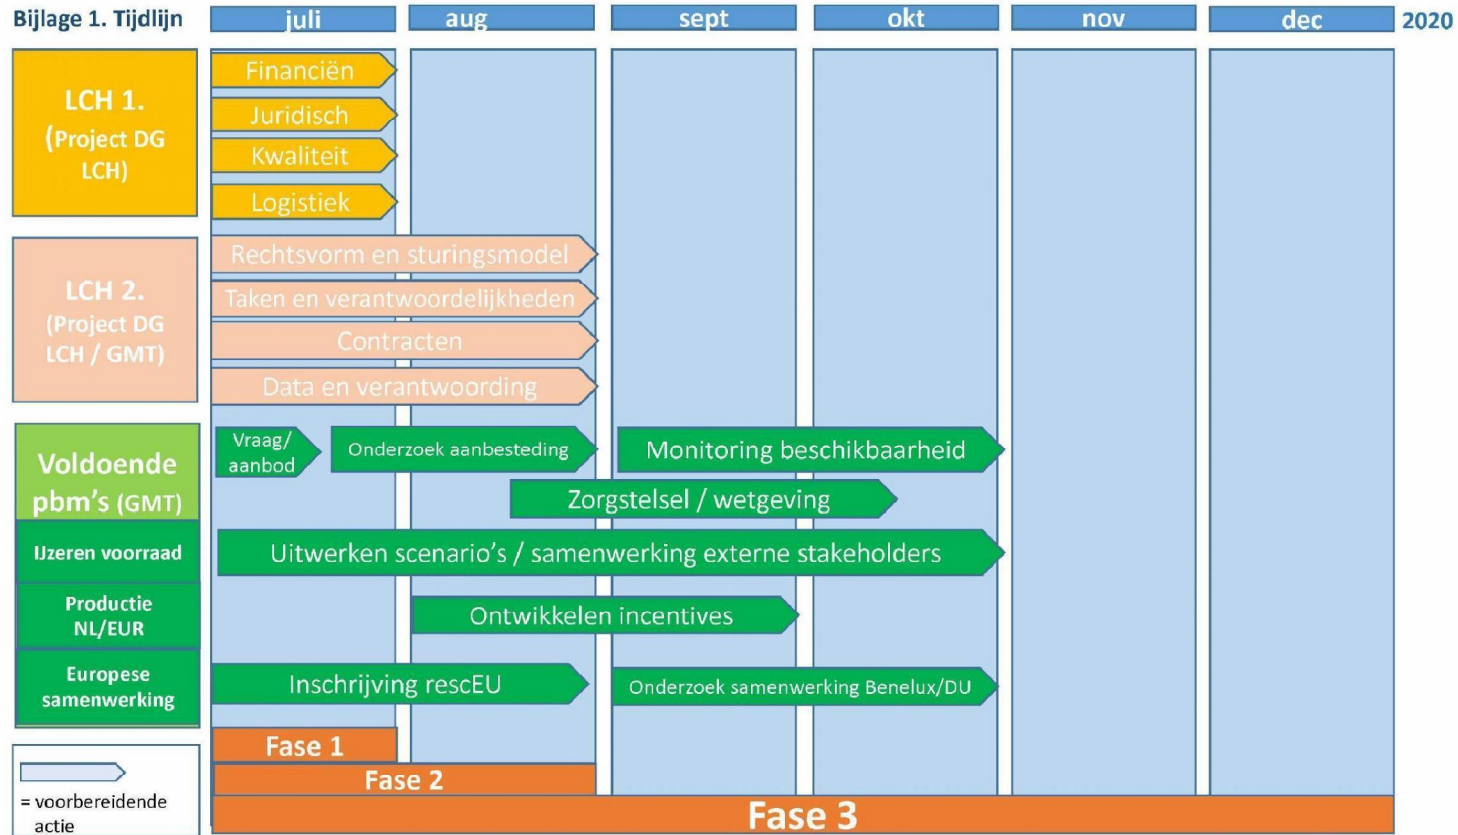 Bijlage 1. Tijdlijn
juli
aug
sept
okt
nov
dec
2020
LCH 1.
(Project DG
LCH)
Financiën
Juridisch
Kwaliteit
Logistiek
LCH 2.
(Project DG
LCH / GMT)
Rechtsvorm en sturingsmodel
Taken en verantwoordelijkheden
Contracten
Data en verantwoording
Voldoende
pbm's (GMT)
Vraag/
aanbod
Onderzoek aanbesteding
Monitoring beschikbaarheid
Zorgstelsel / wetgeving
IJzeren voorraad
Uitwerken scenario's / samenwerking externe stakeholders
Productie
NL/EUR
Ontwikkelen incentives
Europese
samenwerking
Inschrijving rescEU
Onderzoek samenwerking Benelux/DU
Fase 1
Fase 2
Fase 3
= voorbereidende
actie